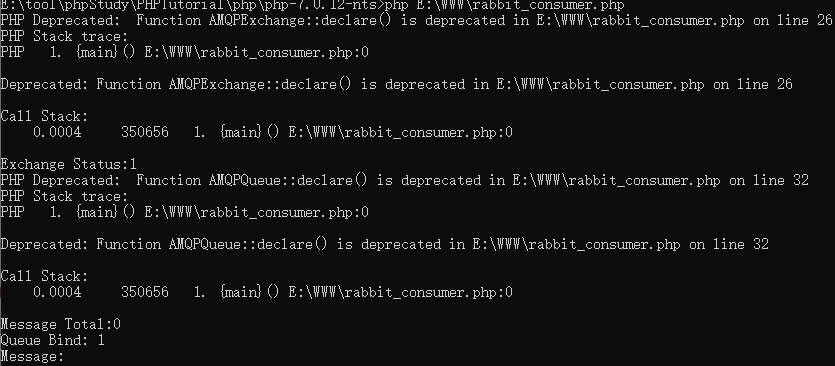 E:\tool\phpStudy\PHPTutorial\php\php-7.0.12-nts>php E:\WWW\rabbit_consumer.php
PHP Deprecated:  Function AMQPExchange::declare() is deprecated in E:\WWW\rabbit_consumer.php on line 26
PHP Stack trace:
PHP   1. {main}() E:\WWW\rabbit_consumer.php:0
Deprecated: Function AMQPExchange::declare() is deprecated in E:\WWW\rabbit_consumer.php on line 26
Call Stack:
    0.0004     350656   1. {main}() E:\WWW\rabbit_consumer.php:0
Exchange Status:1
PHP Deprecated:  Function AMQPQueue::declare() is deprecated in E:\WWW\rabbit_consumer.php on line 32
PHP Stack trace:
PHP   1. {main}() E:\WWW\rabbit_consumer.php:0
Deprecated: Function AMQPQueue::declare() is deprecated in E:\WWW\rabbit_consumer.php on line 32
Call Stack:
    0.0004     350656   1. {main}() E:\WWW\rabbit_consumer.php:0
Message Total:0
Queue Bind: 1
Message: